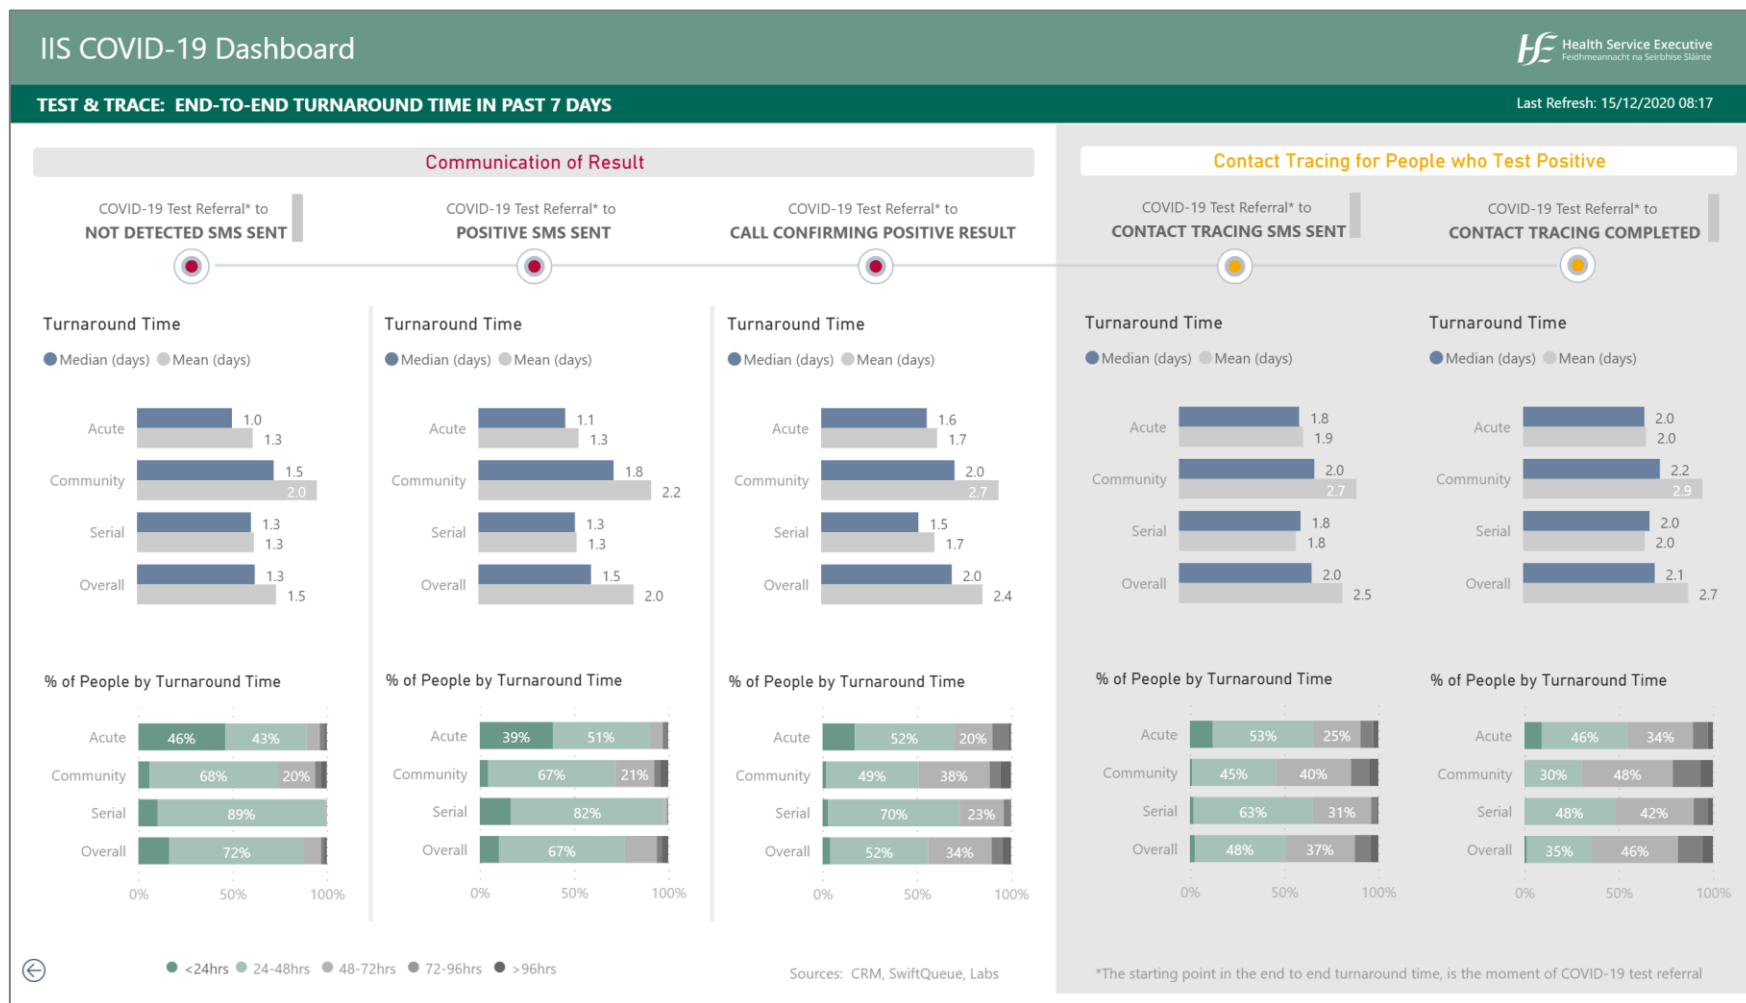 IIS COVID-19 Dashboard
Health Service Executive
Feidhmeannacht na Seirbhíse Sláinte
TEST & TRACE: END-TO-END TURNAROUND TIME IN PAST 7 DAYS
Last Refresh: 15/12/2020 08:17
Communication of Result
Contact Tracing for People who Test Positive
COVID-19 Test Referral* to
NOT DETECTED SMS SENT
COVID-19 Test Referral* to
POSITIVE SMS SENT
COVID-19 Test Referral* to
CALL CONFIRMING POSITIVE RESULT
COVID-19 Test Referral* to
CONTACT TRACING SMS SENT
COVID-19 Test Referral* to
CONTACT TRACING COMPLETED
Turnaround Time
Median (days) Mean (days)
Acute 1.0
1.3
Community 1.5
2.0
Serial 1.3
1.3
Overall 1.3
1.5
Turnaround Time
Median (days) Mean (days)
Acute 1.1
1.3
Community 1.8
2.2
Serial 1.3
1.3
Overall 1.5
2.0
Turnaround Time
Median (days) Mean (days)
Acute 1.6
1.7
Community 2.0
2.7
Serial 1.5
1.7
Overall 2.0
2.4
Turnaround Time
Median (days) Mean (days)
Acute 1.8
1.9
Community 2.0
2.7
Serial 1.8
1.8
Overall 2.0
2.5
Turnaround Time
Median (days) Mean (days)
Acute 2.0
2.0
Community 2.2
2.9
Serial 2.0
2.0
Overall 2.1
2.7
% of People by Turnaround Time
Acute 46% 43%
Community 68% 20%
Serial 89%
Overall 72%
0% 50% 100%
% of People by Turnaround Time
Acute 39% 51%
Community 67% 21%
Serial 82%
Overall 67%
0% 50% 100%
% of People by Turnaround Time
Acute 52% 20%
Community 49% 38%
Serial 70% 23%
Overall 52% 34%
0% 50% 100%
% of People by Turnaround Time
Acute 53% 25%
Community 45% 40%
Serial 63% 31%
Overall 48% 37%
0% 50% 100%
% of People by Turnaround Time
Acute 46% 34%
Community 30% 48%
Serial 48% 42%
Overall 35% 46%
0% 50% 100%
<24hrs 24-48hrs 48-72hrs 72-96hrs >96hrs
Sources: CRM, SwiftQueue, Labs
*The starting point in the end to end turnaround time, is the moment of COVID-19 test referral